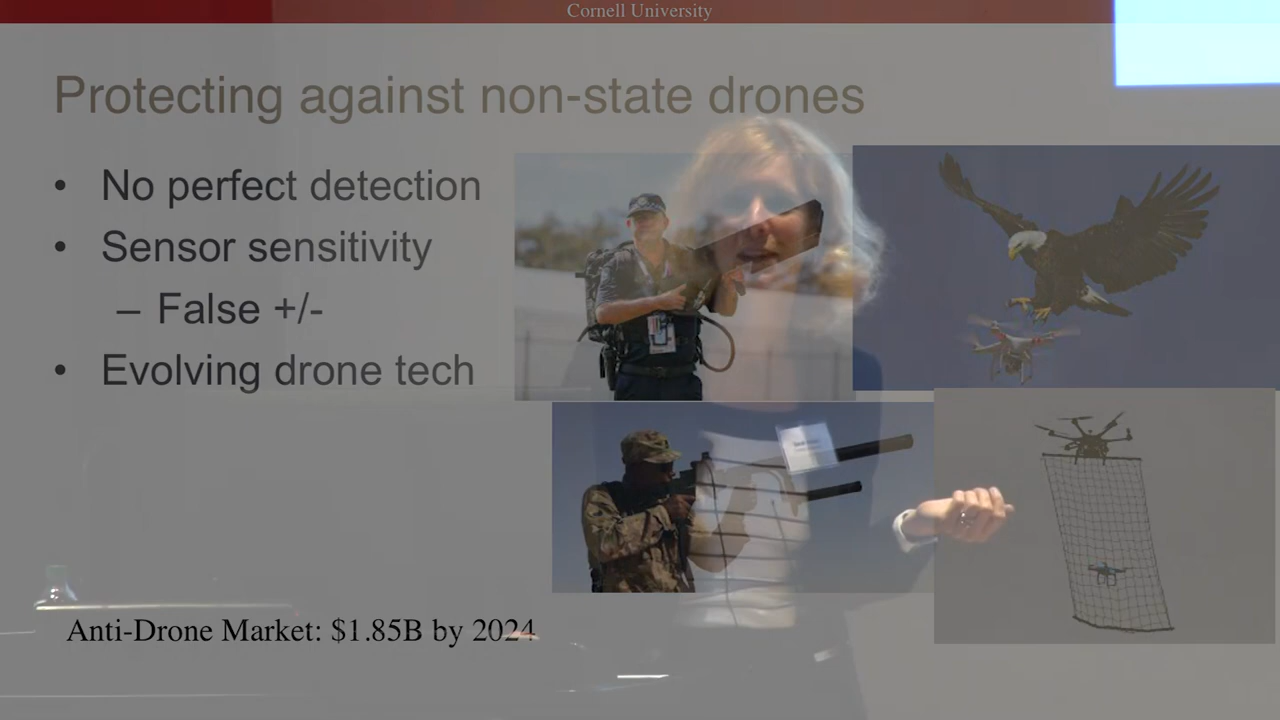 Cornell University
Protecting against non-state drones
• No perfect detection
• Sensor sensitivity
– False +/-
• Evolving drone tech
Anti-Drone Market: $1.85B by 2024